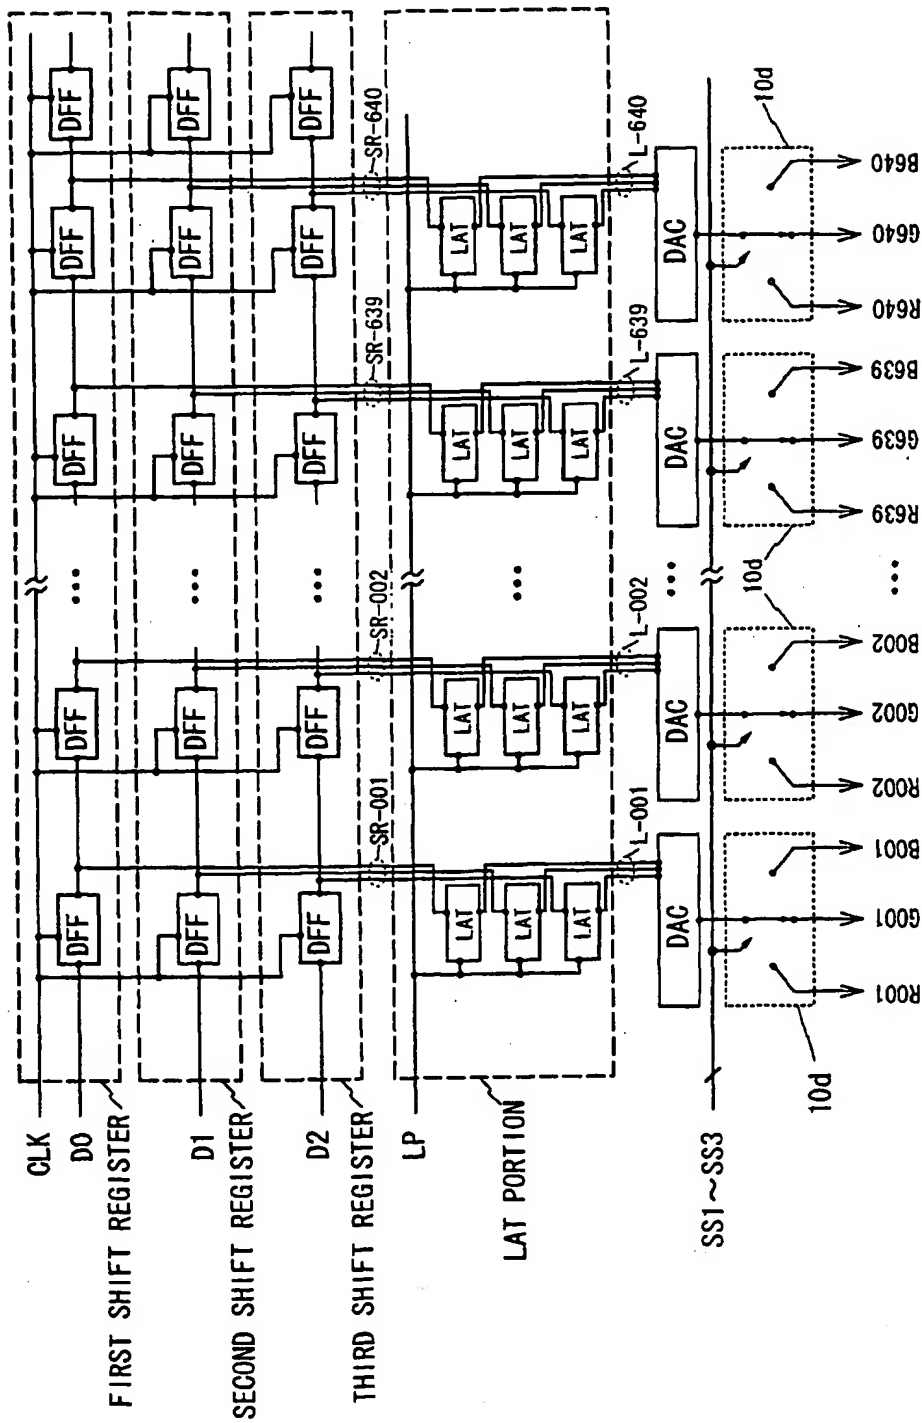 CLK
D0
DFF DFF ... DFF DFF DFF
FIRST SHIFT REGISTER
D1
DFF DFF ... DFF DFF DFF
SECOND SHIFT REGISTER
D2
DFF DFF ... DFF DFF DFF
THIRD SHIFT REGISTER
SR-001 SR-002 SR-639 SR-640
LP
LAT LAT LAT LAT
LAT LAT ... LAT LAT
LAT LAT LAT LAT
LAT PORTION
L-001 L-002 L-639 L-640
DAC DAC ... DAC DAC
SS1~SS3
10d 10d 10d
R001 G001 B001 R002 G002 B002 ... R639 G639 B639 R640 G640 B640